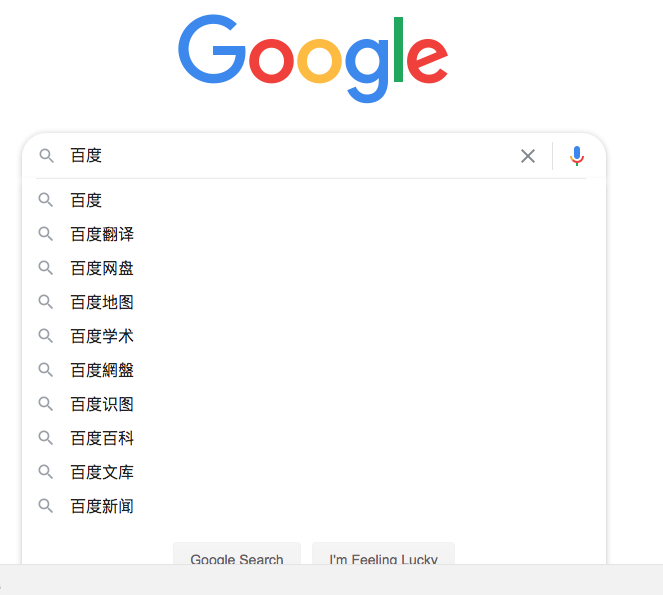 Google
百度
百度
百度翻译
百度网盘
百度地图
百度学术
百度網盤
百度识图
百度百科
百度文库
百度新闻
Google Search
I'm Feeling Lucky